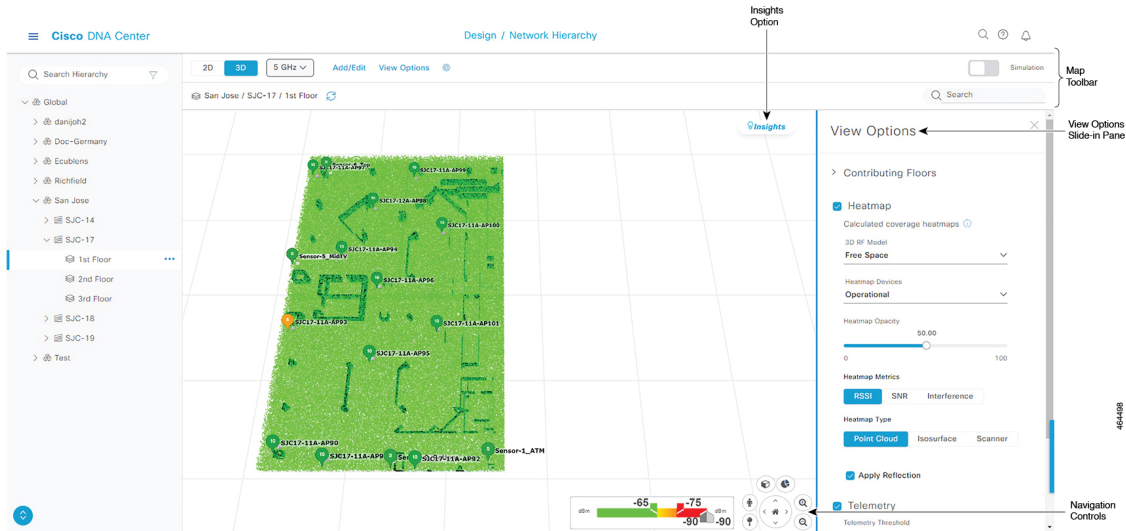 Insights
Option
Cisco DNA Center
Design / Network Hierarchy
Search Hierarchy
2D
3D
5 GHz
Add/Edit
View Options
Simulation
Map
Toolbar
San Jose / SJC-17 / 1st Floor
Search
Global
danijoh2
Doc-Germany
Ecublens
Richfield
San Jose
SJC-14
SJC-17
1st Floor
2nd Floor
3rd Floor
SJC-18
SJC-19
Test
Insights
SJC17-11A-AP97
SJC17-11A-AP99
SJC17-12A-AP98
SJC17-11A-AP100
SJC17-11A-AP94
Sensor-5_MidTV
SJC17-11A-AP96
SJC17-11A-AP93
SJC17-11A-AP101
SJC17-11A-AP95
SJC17-11A-AP90
SJC17-11A-AP9
SJC17-11A-AP92
Sensor-1_ATM
dBm
-65
-75
dBm
-90
-90
View Options
View Options
Slide-in Pane
Contributing Floors
Heatmap
Calculated coverage heatmaps
3D RF Model
Free Space
Heatmap Devices
Operational
Heatmap Opacity
50.00
0
100
Heatmap Metrics
RSSI
SNR
Interference
Heatmap Type
Point Cloud
Isosurface
Scanner
Apply Reflection
Telemetry
Telemetry Threshold
Navigation
Controls
464498